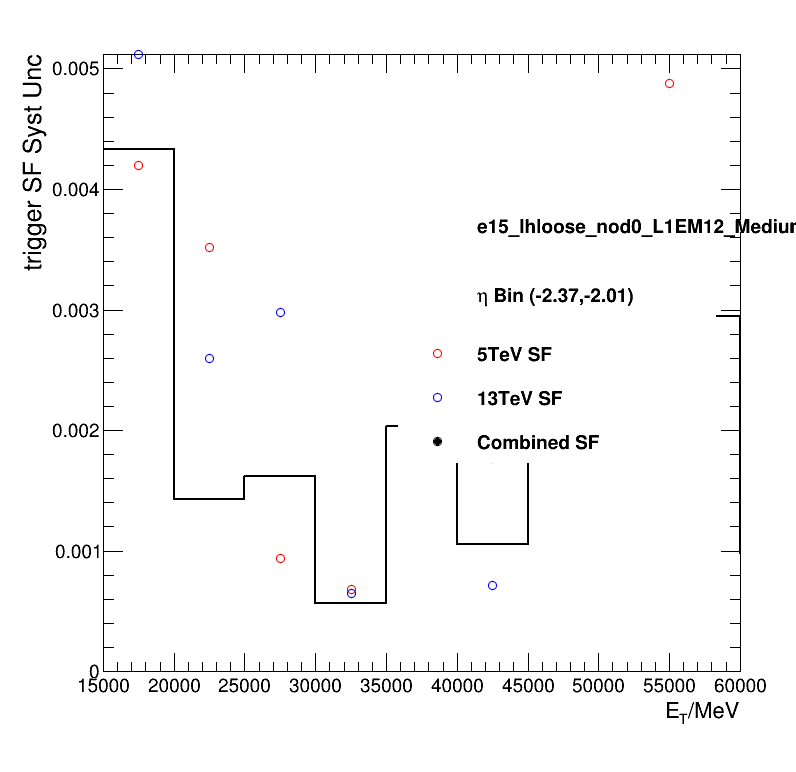 trigger SF Syst Unc
0.005
0.004
0.003
0.002
0.001
0
e15_lhloose_nod0_L1EM12_Mediur
η Bin (-2.37,-2.01)
5TeV SF
13TeV SF
Combined SF
15000 20000 25000 30000 35000 40000 45000 50000 55000 60000
E_T/MeV